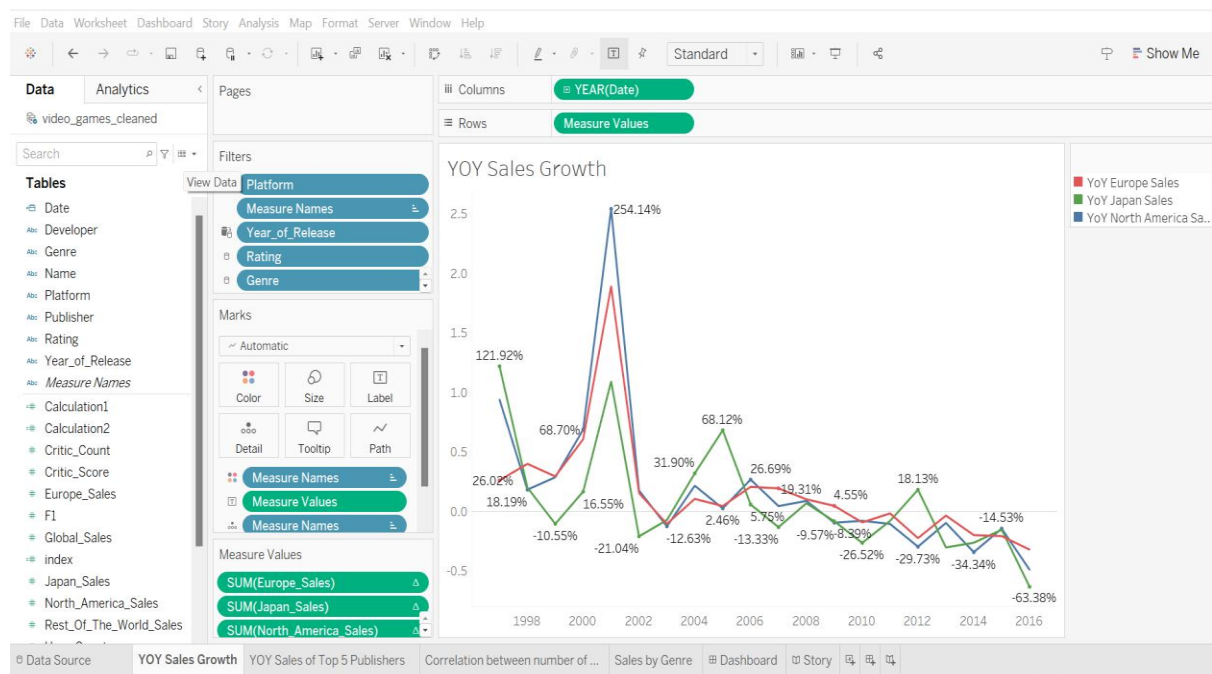 File Data Worksheet Dashboard Story Analysis Map Format Server Window Help
Standard
Show Me
Data Analytics
video_games_cleaned
Search
View Data
Tables
Date
Abc Developer
Abc Genre
Abc Name
Abc Platform
Abc Publisher
Abc Rating
Abc Year_of_Release
Abc Measure Names
Calculation1
Calculation2
Critic_Count
Critic_Score
Europe_Sales
F1
Global_Sales
index
Japan_Sales
North_America_Sales
Rest_Of_The_World_Sales
Pages
Filters
Platform
Measure Names
Year_of_Release
Rating
Genre
Marks
Automatic
Color Size Label
Detail Tooltip Path
Measure Names
Measure Values
Measure Names
Measure Values
SUM(Europe_Sales)
SUM(Japan_Sales)
SUM(North_America_Sales)
Columns YEAR(Date)
Rows Measure Values
YOY Sales Growth
2.5
2.0
1.5
1.0
0.5
0.0
-0.5
254.14%
121.92%
68.70%
68.12%
31.90%
26.69%
26.02%
18.19%
16.55%
-19.31%
4.55%
18.13%
-14.53%
-10.55%
-21.04%
-12.63%
2.46%
5.75%
-13.33%
-9.57%
-8.39%
-26.52%
-29.73%
-34.34%
-63.38%
1998 2000 2002 2004 2006 2008 2010 2012 2014 2016
YoY Europe Sales
YoY Japan Sales
YoY North America Sa..
Data Source YOY Sales Growth YOY Sales of Top 5 Publishers Correlation between number of ... Sales by Genre Dashboard Story